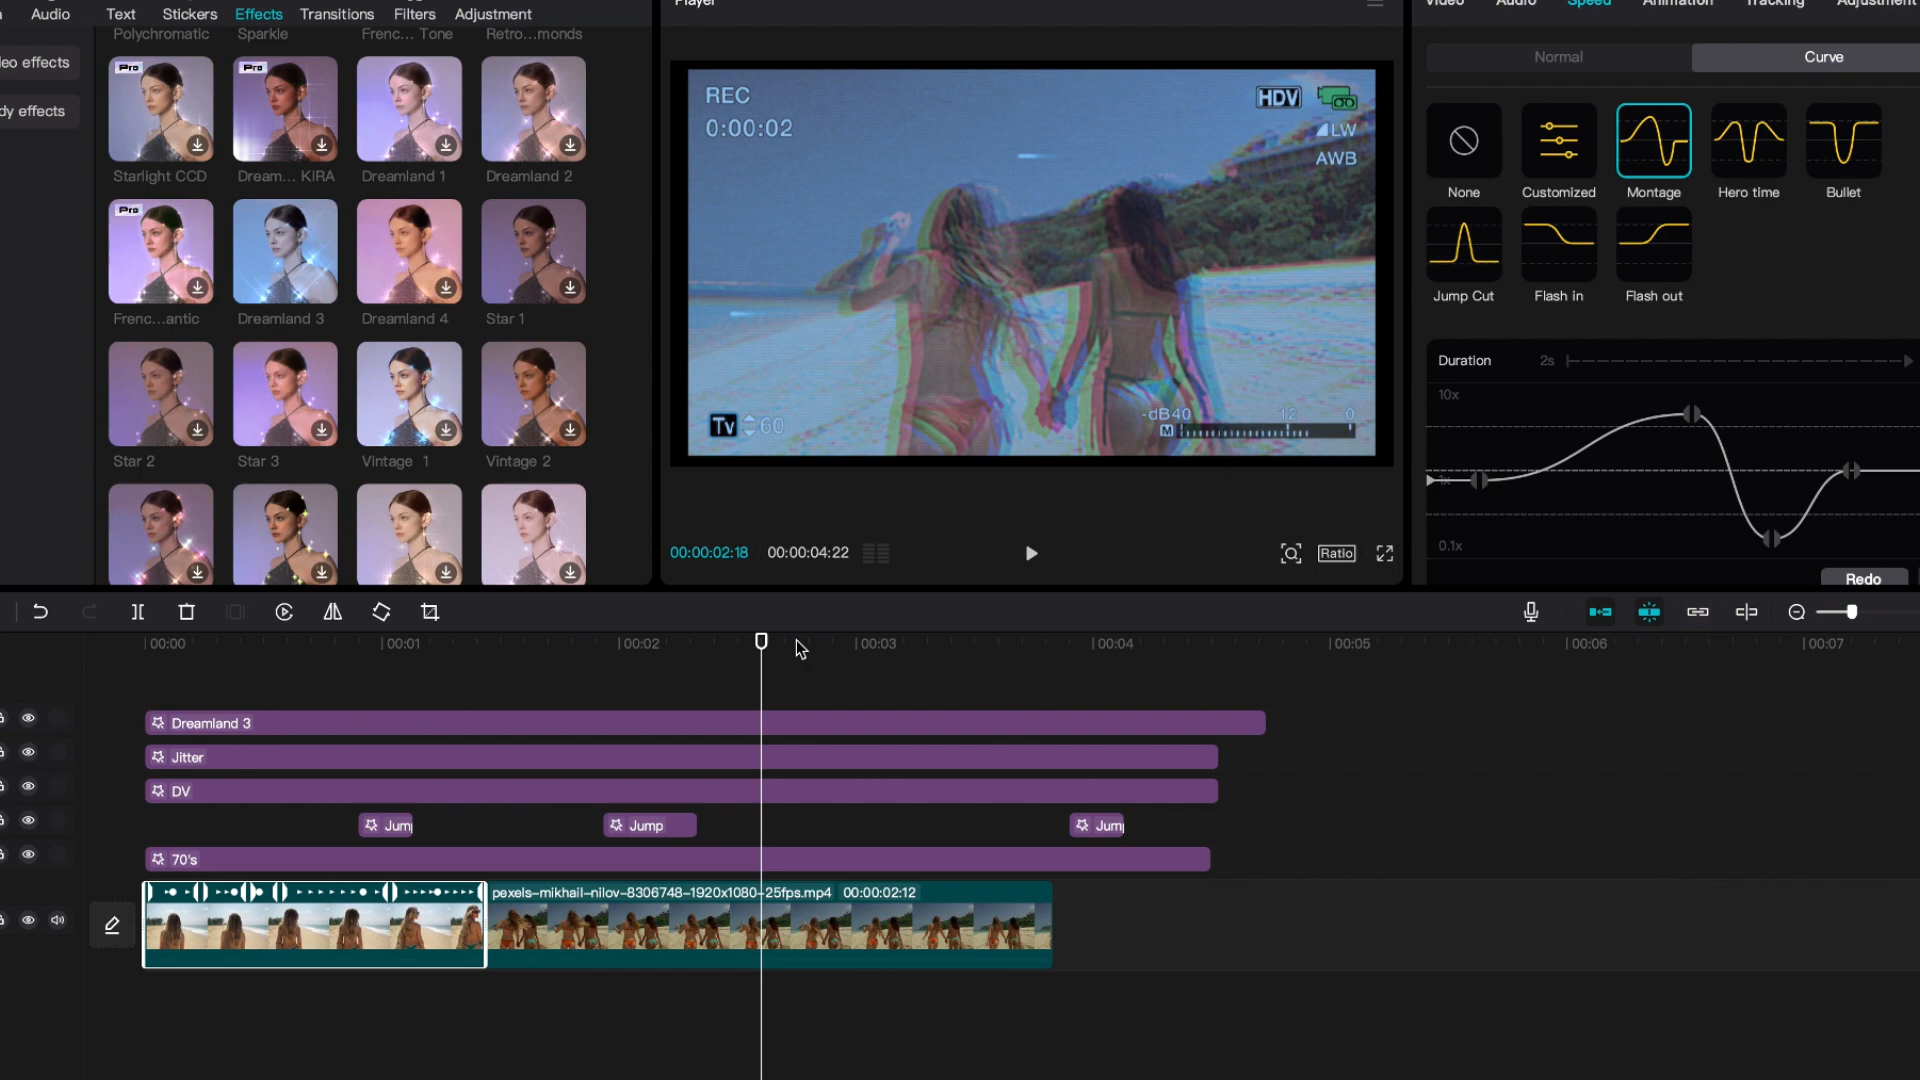 Audio Text Stickers Effects Transitions Filters Adjustment
Player
Video Audio Speed Animation Tracking Adjustment
Polychromatic Sparkle Frenc... Tone Retro...monds
eo effects
dy effects
Pro Pro
Starlight CCD Dream... KIRA Dreamland 1 Dreamland 2
Pro
Frenc...antic Dreamland 3 Dreamland 4 Star 1
Star 2 Star 3 Vintage 1 Vintage 2
REC
0:00:02
HDV
LW
AWB
Tv 60
-dB40 12 0
M
00:00:02:18 00:00:04:22
Ratio
Normal Curve
None Customized Montage Hero time Bullet
Jump Cut Flash in Flash out
Duration 2s
10x
1x
0.1x
Redo
00:00 00:01 00:02 00:03 00:04 00:05 00:06 00:07
Dreamland 3
Jitter
DV
Jump Jump Jump
70's
pexels-mikhail-nilov-8306748-1920x1080-25fps.mp4 00:00:02:12